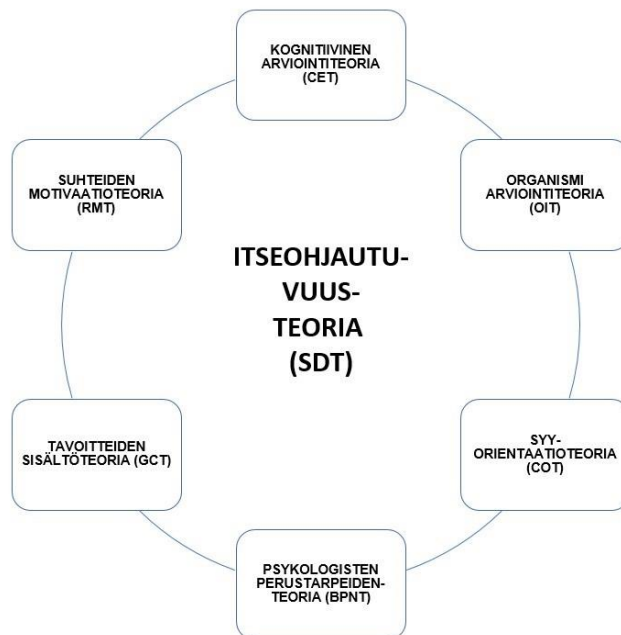 KOGNITIIVINEN
ARVIOINTITEORIA
(CET)
ORGANISMI
ARVIOINTITEORIA
(OIT)
SYY-
ORIENTAATIOTEORIA
(COT)
PSYKOLOGISTEN
PERUSTARPEIDEN-
TEORIA (BPNT)
TAVOITTEIDEN
SISÄLTÖTEORIA (GCT)
SUHTEIDEN
MOTIVAATIOTEORIA
(RMT)
ITSEOHJAUTU-
VUUS-
TEORIA
(SDT)